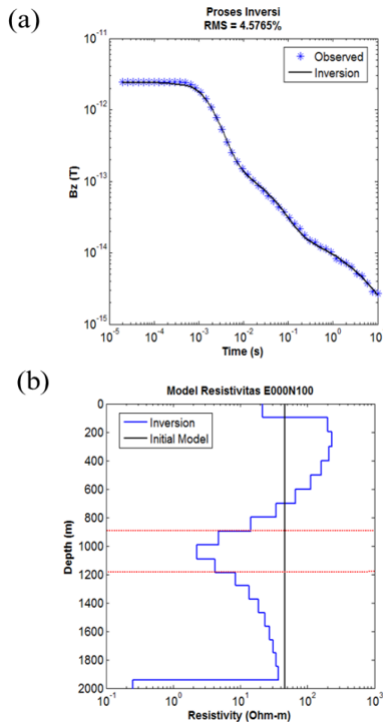 (a)
Proses Inversi
RMS = 4.5765%
Observed
Inversion
Bz (T)
10^-11
10^-12
10^-13
10^-14
10^-15
10^-5 10^-4 10^-3 10^-2 10^-1 10^0 10^1
Time (s)
(b)
Model Resistivitas E000N100
Inversion
Initial Model
Depth (m)
0
200
400
600
800
1000
1200
1400
1600
1800
2000
10^-1 10^0 10^1 10^2 10^3
Resistivity (Ohm-m)